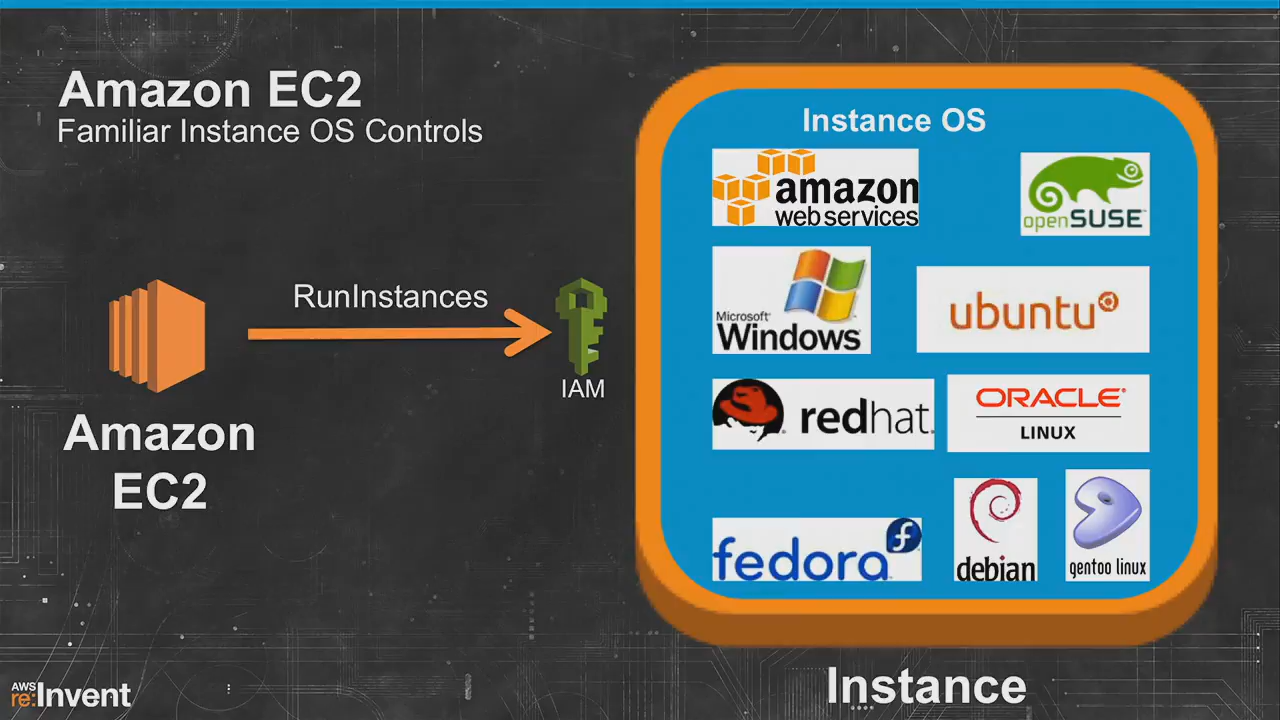 Amazon EC2
Familiar Instance OS Controls
RunInstances
IAM
Amazon
EC2
Instance OS
amazon
web services
openSUSE
Microsoft
Windows
ubuntu
redhat.
ORACLE
LINUX
fedora
debian
gentoo linux
Instance
AWS
re:Invent